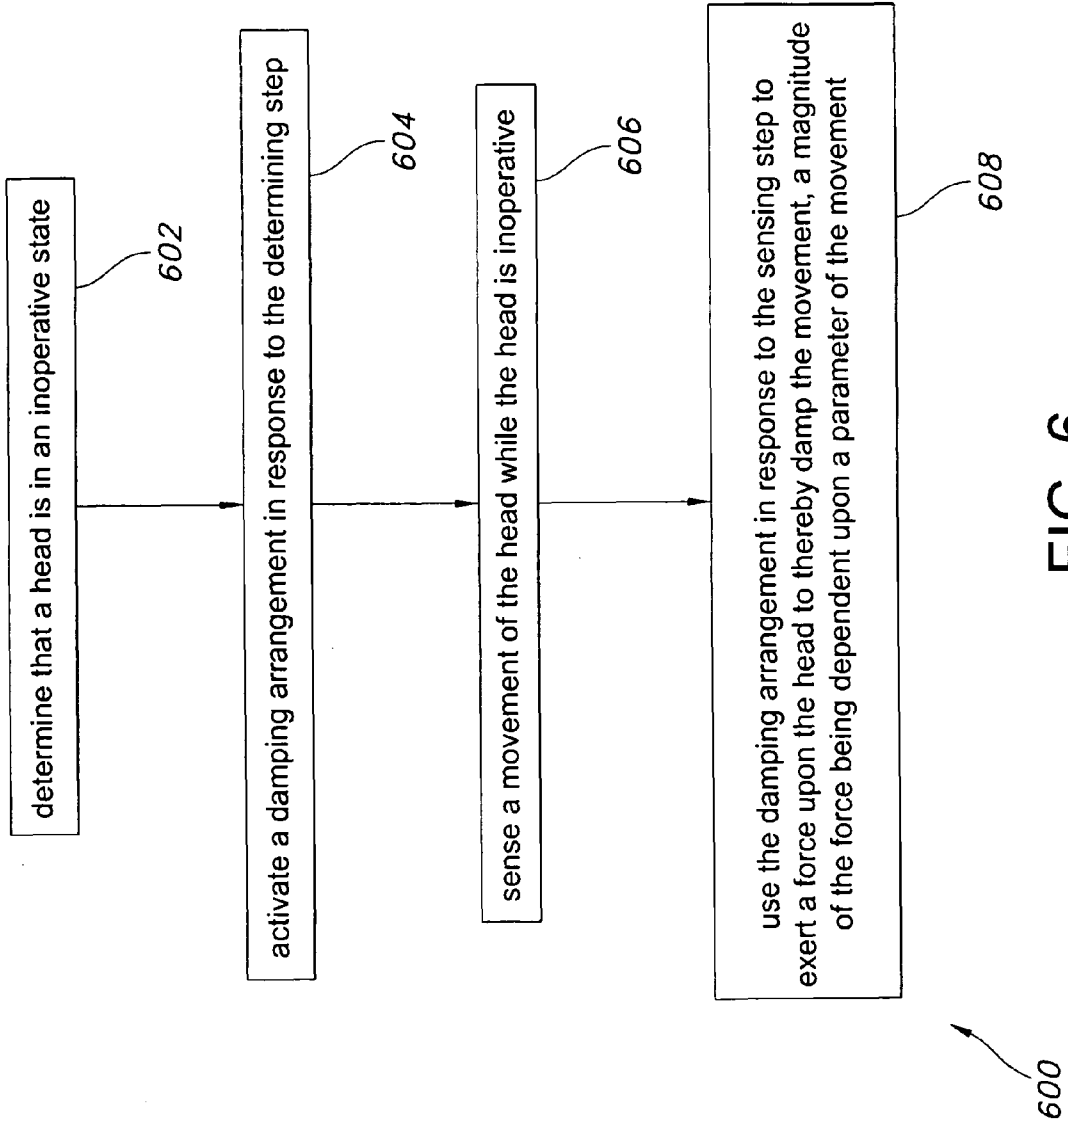 determine that a head is in an inoperative state
602
activate a damping arrangement in response to the determining step
604
sense a movement of the head while the head is inoperative
606
use the damping arrangement in response to the sensing step to
exert a force upon the head to thereby damp the movement, a magnitude
of the force being dependent upon a parameter of the movement
608
600
FIG. 6